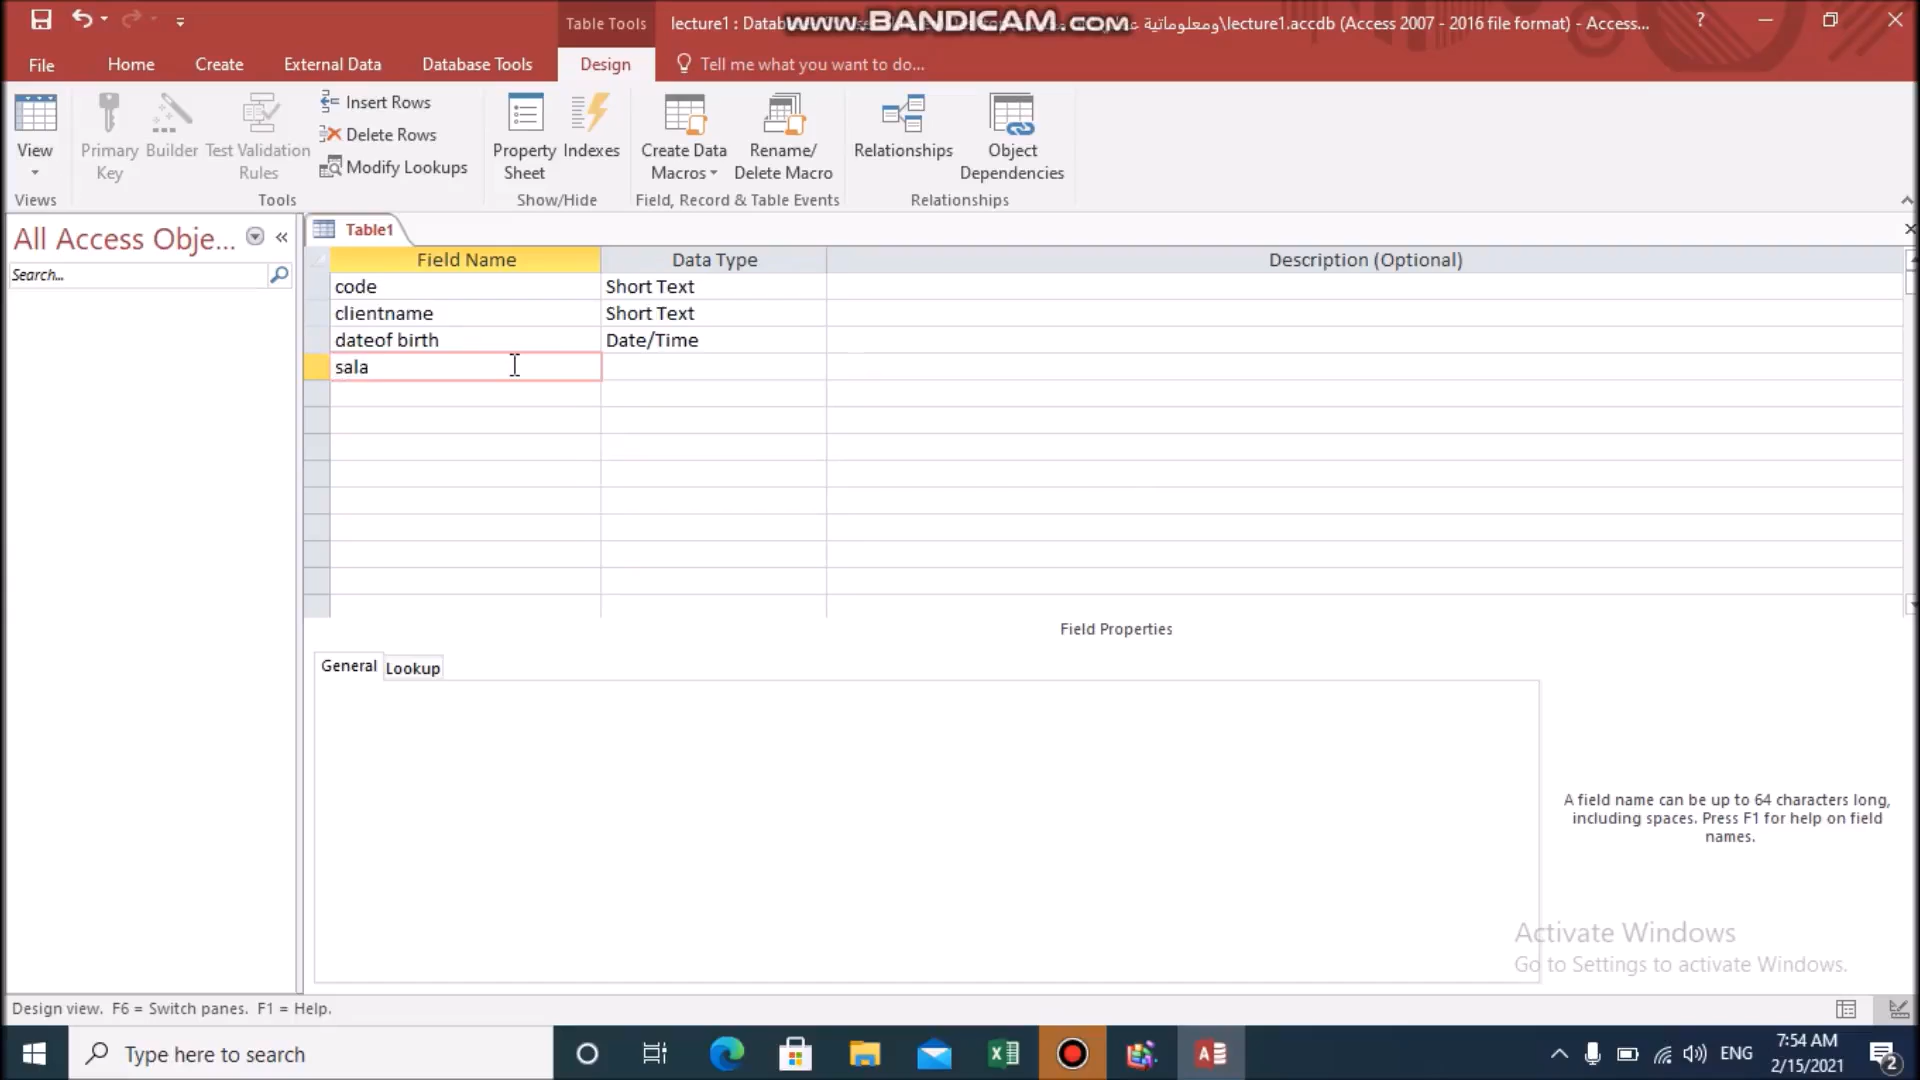 Table Tools
lecture1 : Datab
www.BANDICAM.com
ومعلوماتية\lecture1.accdb (Access 2007 - 2016 file format) - Access...
?
File
Home
Create
External Data
Database Tools
Design
Tell me what you want to do...
View
Primary Key
Builder
Test Validation Rules
Insert Rows
Delete Rows
Modify Lookups
Property Sheet
Indexes
Create Data Macros
Rename/ Delete Macro
Relationships
Object Dependencies
Views
Tools
Show/Hide
Field, Record & Table Events
Relationships
All Access Obje...
Search...
Table1
Field Name
Data Type
Description (Optional)
code
Short Text
clientname
Short Text
dateof birth
Date/Time
sala
Field Properties
General
Lookup
A field name can be up to 64 characters long,
including spaces. Press F1 for help on field
names.
Activate Windows
Go to Settings to activate Windows.
Design view. F6 = Switch panes. F1 = Help.
Type here to search
ENG
7:54 AM
2/15/2021
2